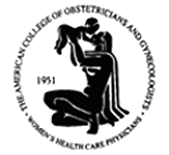 THE AMERICAN COLLEGE OF OBSTETRICIANS AND GYNECOLOGISTS
1951
WOMEN'S HEALTH CARE PHYSICIANS